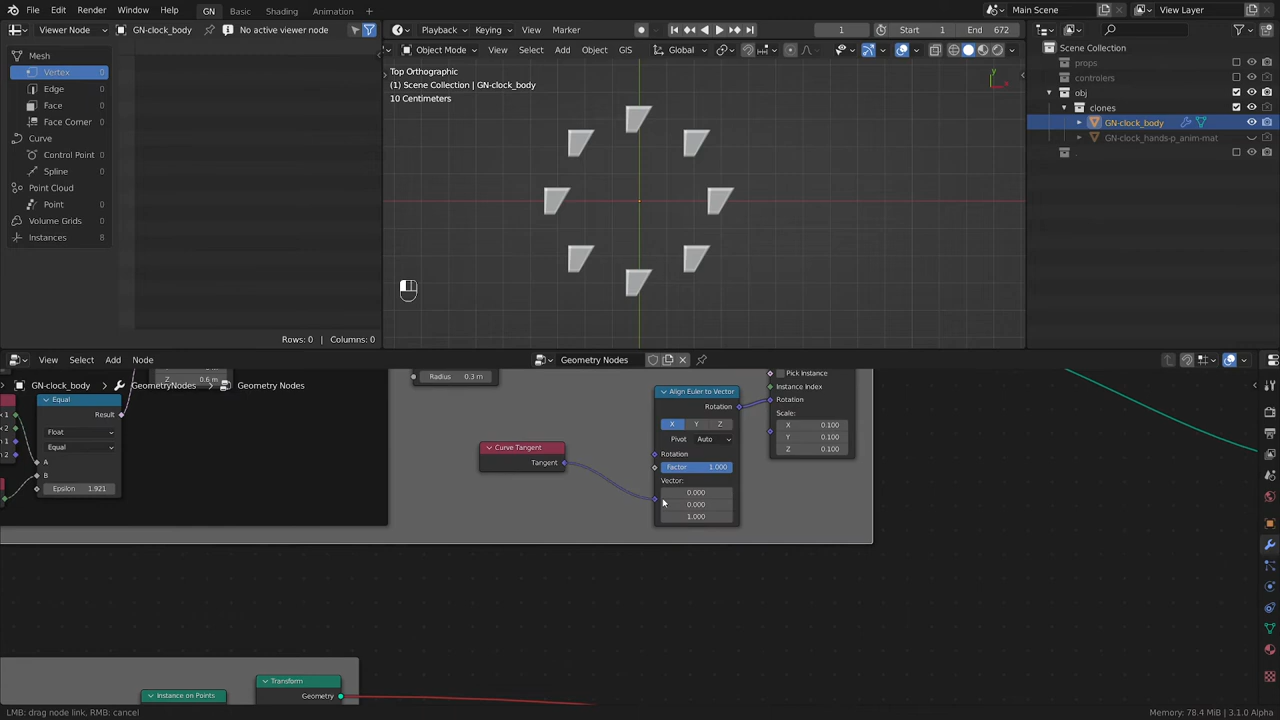 File Edit Render Window Help GN Basic Shading Animation Main Scene View Layer
Vertex Node GN-clock_body No active viewer node
Playback Keying View Marker 1 Start 1 End 672
Object Mode View Select Add Object GIS Global
Mesh
Vertex 0
Edge 0
Face 0
Face Corner 0
Curve
Control Point 0
Spline 0
Point Cloud
Point 0
Volume Grids 0
Instances 8
Rows: 0 | Columns: 0
Top Orthographic
(1) Scene Collection | GN-clock_body
10 Centimeters
Y
X
Scene Collection
props
controlers
obj
clones
GN-clock_body
GN-clock_hands-p_anim-mat
View Select Add Node Geometry Nodes
Z 0.6 m
GN-clock_body GeometryNodes Geometry Nodes
Radius 0.3 m
Equal
Result
Float
Equal
A
B
Epsilon 1.921
Curve Tangent
Tangent
Align Euler to Vector
Rotation
X Y Z
Pivot Auto
Rotation
Factor 1.000
Vector:
0.000
0.000
1.000
Pick Instance
Instance Index
Rotation
Scale:
X 0.100
Y 0.100
Z 0.100
Transform
Geometry
Instance on Points
LMB: drag node link, RMB: cancel
Memory: 78.4 MiB | 3.1.0 Alpha